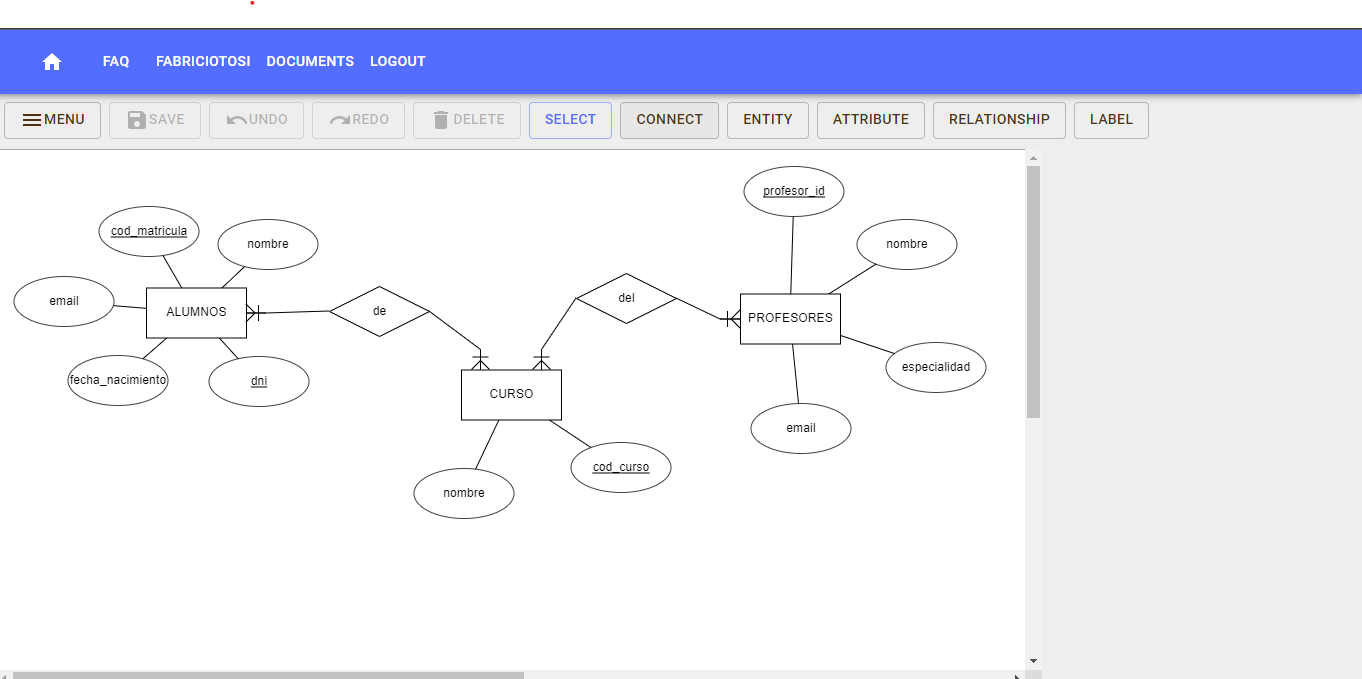 FAQ FABRICIOTOSI DOCUMENTS LOGOUT
MENU SAVE UNDO REDO DELETE SELECT CONNECT ENTITY ATTRIBUTE RELATIONSHIP LABEL
profesor_id
cod_matricula
nombre
nombre
email
del
de
ALUMNOS
PROFESORES
especialidad
fecha_nacimiento
dni
CURSO
email
cod_curso
nombre